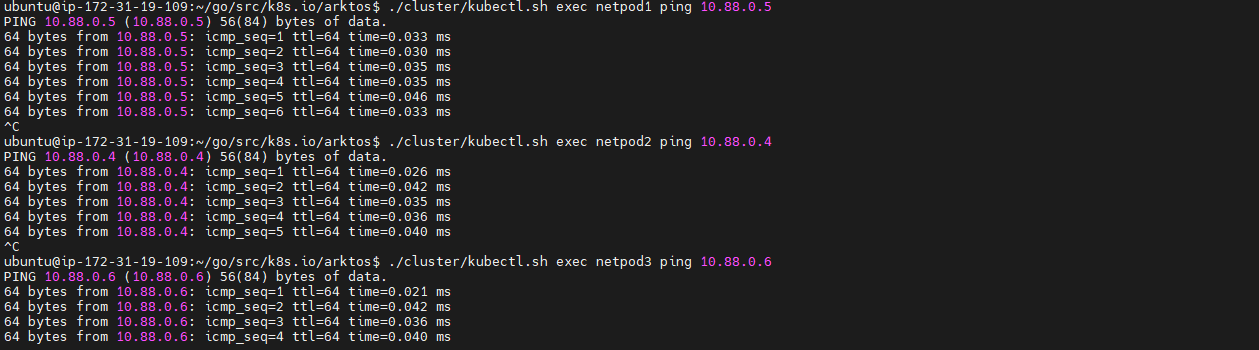 ubuntu@ip-172-31-19-109:~/go/src/k8s.io/arktos$ ./cluster/kubectl.sh exec netpod1 ping 10.88.0.5
PING 10.88.0.5 (10.88.0.5) 56(84) bytes of data.
64 bytes from 10.88.0.5: icmp_seq=1 ttl=64 time=0.033 ms
64 bytes from 10.88.0.5: icmp_seq=2 ttl=64 time=0.030 ms
64 bytes from 10.88.0.5: icmp_seq=3 ttl=64 time=0.035 ms
64 bytes from 10.88.0.5: icmp_seq=4 ttl=64 time=0.035 ms
64 bytes from 10.88.0.5: icmp_seq=5 ttl=64 time=0.046 ms
64 bytes from 10.88.0.5: icmp_seq=6 ttl=64 time=0.033 ms
^C
ubuntu@ip-172-31-19-109:~/go/src/k8s.io/arktos$ ./cluster/kubectl.sh exec netpod2 ping 10.88.0.4
PING 10.88.0.4 (10.88.0.4) 56(84) bytes of data.
64 bytes from 10.88.0.4: icmp_seq=1 ttl=64 time=0.026 ms
64 bytes from 10.88.0.4: icmp_seq=2 ttl=64 time=0.042 ms
64 bytes from 10.88.0.4: icmp_seq=3 ttl=64 time=0.035 ms
64 bytes from 10.88.0.4: icmp_seq=4 ttl=64 time=0.036 ms
64 bytes from 10.88.0.4: icmp_seq=5 ttl=64 time=0.040 ms
^C
ubuntu@ip-172-31-19-109:~/go/src/k8s.io/arktos$ ./cluster/kubectl.sh exec netpod3 ping 10.88.0.6
PING 10.88.0.6 (10.88.0.6) 56(84) bytes of data.
64 bytes from 10.88.0.6: icmp_seq=1 ttl=64 time=0.021 ms
64 bytes from 10.88.0.6: icmp_seq=2 ttl=64 time=0.042 ms
64 bytes from 10.88.0.6: icmp_seq=3 ttl=64 time=0.036 ms
64 bytes from 10.88.0.6: icmp_seq=4 ttl=64 time=0.040 ms